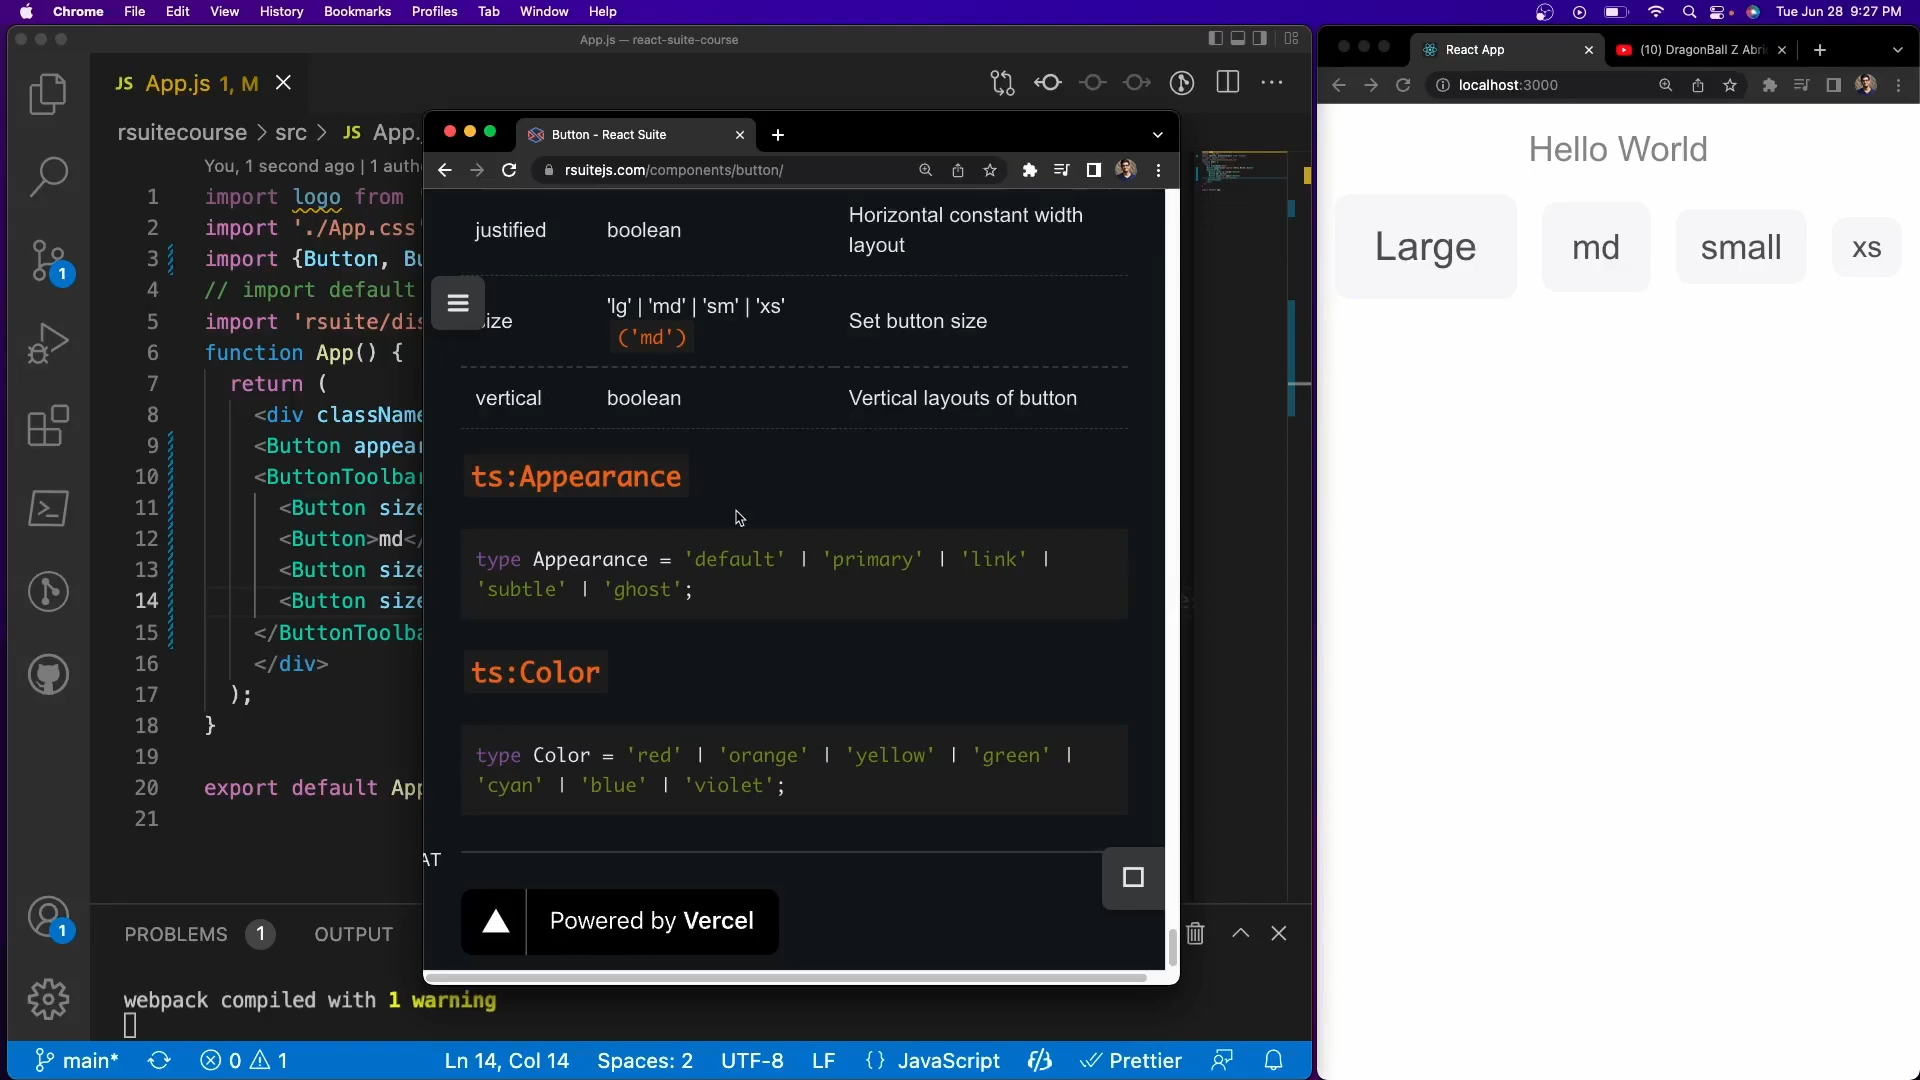 Chrome File Edit View History Bookmarks Profiles Tab Window Help
Tue Jun 28 9:27 PM
App.js — react-suite-course
JS App.js 1, M
rsuitecourse > src > JS App.
You, 1 second ago | 1 auth
1 import logo from
2 import './App.css'
3 import {Button, Bu
4 // import default
5 import 'rsuite/dis
6 function App() {
7 return (
8 <div className
9 <Button appear
10 <ButtonToolbar
11 <Button size
12 <Button>md</
13 <Button size
14 <Button size
15 </ButtonToolba
16 </div>
17 );
18 }
19
20 export default App
21
PROBLEMS 1 OUTPUT
webpack compiled with 1 warning
main* 0 1 Ln 14, Col 14 Spaces: 2 UTF-8 LF {} JavaScript Prettier
1
1
Button - React Suite
rsuitejs.com/components/button/
justified boolean Horizontal constant width
layout
size 'lg' | 'md' | 'sm' | 'xs' Set button size
('md')
vertical boolean Vertical layouts of button
ts:Appearance
type Appearance = 'default' | 'primary' | 'link' |
'subtle' | 'ghost';
ts:Color
type Color = 'red' | 'orange' | 'yellow' | 'green' |
'cyan' | 'blue' | 'violet';
AT
Powered by Vercel
React App
(10) DragonBall Z Abri
localhost:3000
Hello World
Large md small xs